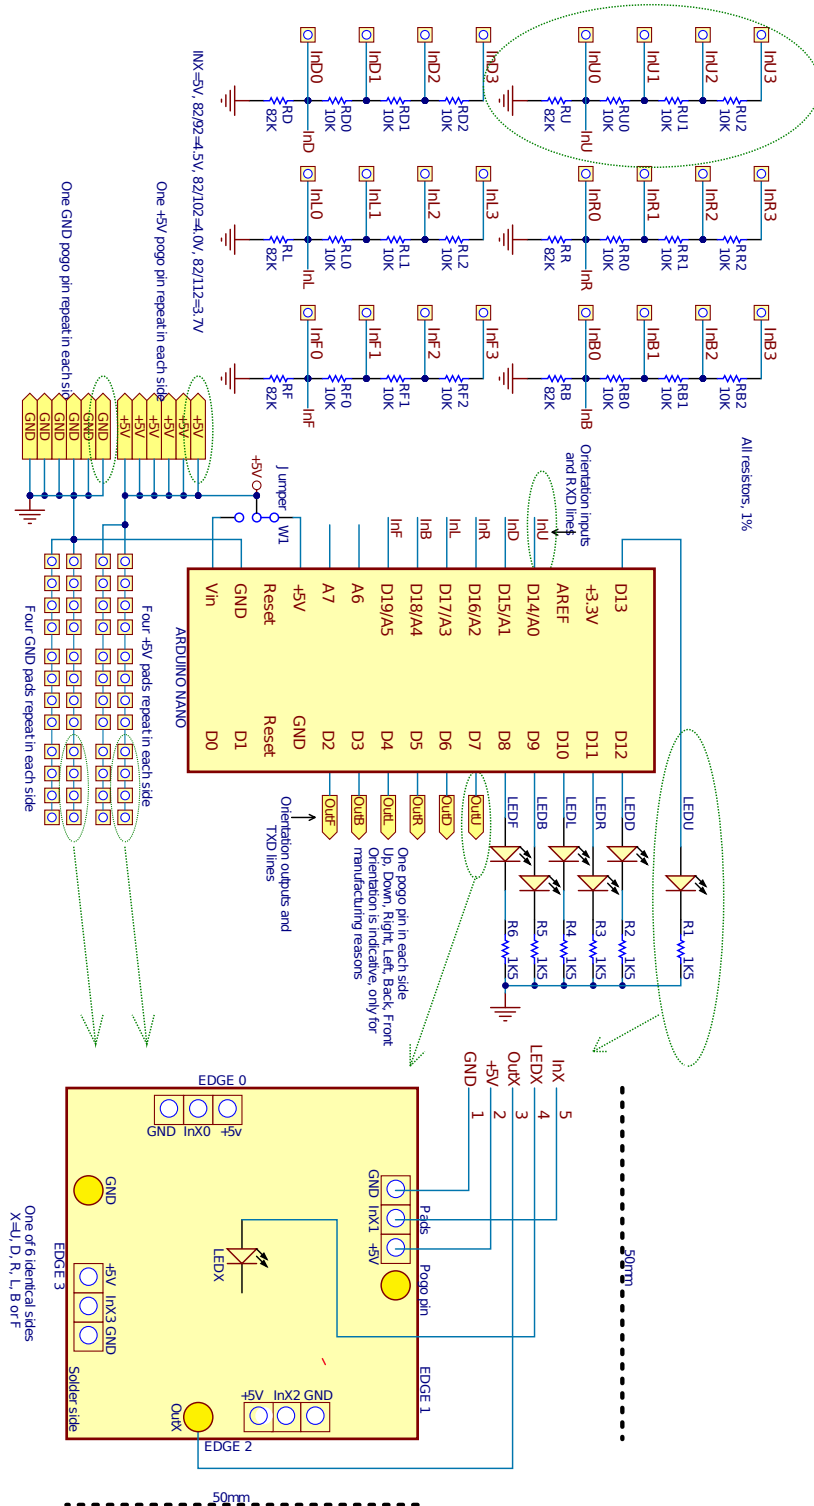 InU3
InU2
InU1
InU0
RU2
10K
RU1
10K
RU0
10K
RU
82K
InU
InD3
InD2
InD1
InD0
RD2
10K
RD1
10K
RD0
10K
RD
82K
InD
InR3
InR2
InR1
InR0
RR2
10K
RR1
10K
RR0
10K
RR
82K
InR
InL3
InL2
InL1
InL0
RL2
10K
RL1
10K
RL0
10K
RL
82K
InL
InB3
InB2
InB1
InB0
RB2
10K
RB1
10K
RB0
10K
RB
82K
InB
InF3
InF2
InF1
InF0
RF2
10K
RF1
10K
RF0
10K
RF
82K
InF
INX=5V, 82/92=4.5V, 82/102=4.0V, 82/112=3.7V
All resistors, 1%
One +5V pogo pin repeat in each side
One GND pogo pin repeat in each sid
+5V
+5V
+5V
+5V
+5V
+5V
GND
GND
GND
GND
GND
GND
Orientation inputs
and RXD lines
Jumper
W1
+5V
InU
InD
InR
InL
InB
InF
D13
+3.3V
AREF
D14/A0
D15/A1
D16/A2
D17/A3
D18/A4
D19/A5
A6
A7
+5V
Reset
GND
Vin
D12
D11
D10
D9
D8
D7
D6
D5
D4
D3
D2
GND
Reset
D1
D0
ARDUINO NANO
Four +5V pads repeat in each side
Four GND pads repeat in each side
OutU
OutD
OutR
OutL
OutB
OutF
Orientation outputs and
TXD lines
One pogo pin in each side
Up, Down, Right, Left, Back, Front
Orientation is indicative, only for
manufacturing reasons
LEDU
LEDD
LEDR
LEDL
LEDB
LEDF
R1
1K5
R2
1K5
R3
1K5
R4
1K5
R5
1K5
R6
1K5
InX
5
LEDX
4
OutX
3
+5V
2
GND
1
50mm
EDGE 0
GND InX0 +5v
GND
GND InX1 +5V
Pads
Pogo pin
EDGE 1
LEDX
EDGE 3
+5V InX3 GND
Solder side
+5V InX2 GND
OutX
EDGE 2
One of 6 identical sides
X=U, D, R, L, B or F
50mm